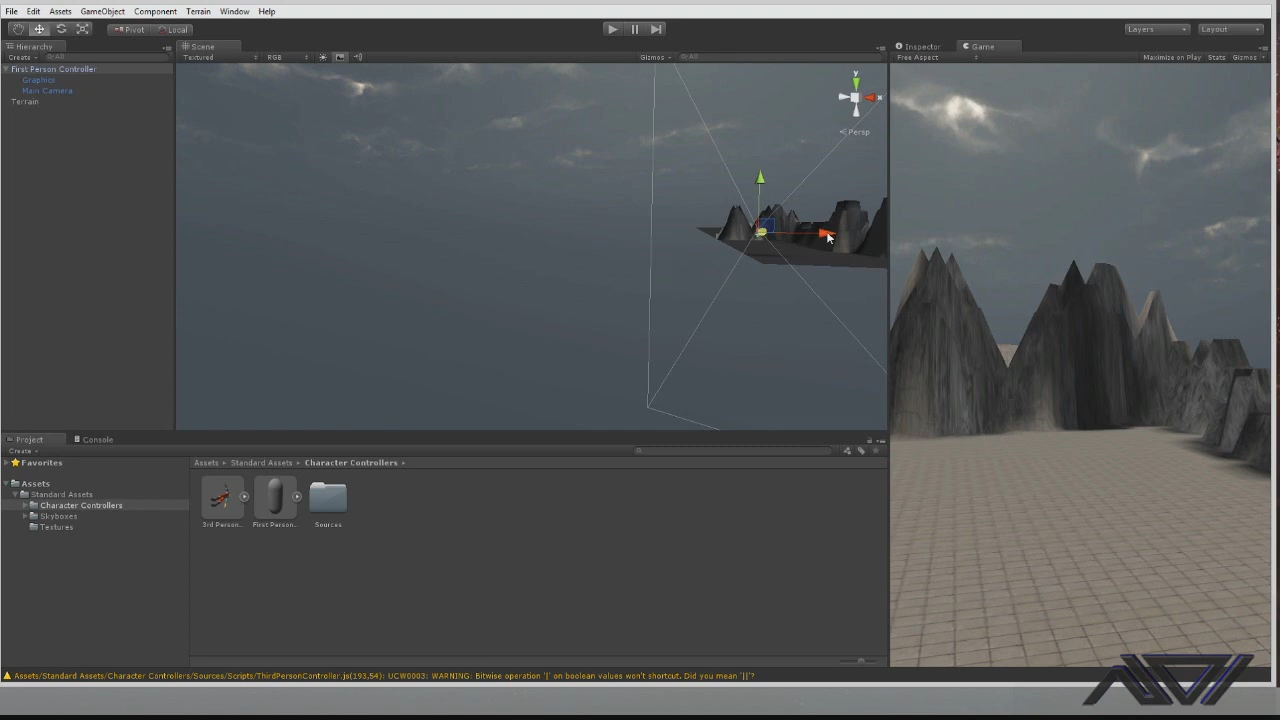 File Edit Assets GameObject Component Terrain Window Help
Pivot Local Layers Layout
Hierarchy Scene Inspector Game
Create All Textured RGB Gizmos All Free Aspect Maximize on Play Stats Gizmos
First Person Controller
Graphics
Main Camera
Terrain
y
x
Persp
Project Console
Create
Favorites
Assets
Standard Assets
Character Controllers
Skyboxes
Textures
Assets Standard Assets Character Controllers
3rd Person... First Person... Sources
Assets/Standard Assets/Character Controllers/Sources/Scripts/ThirdPersonController.js(193,54): UCW0003: WARNING: Bitwise operation '|' on boolean values won't shortcut. Did you mean '||'?